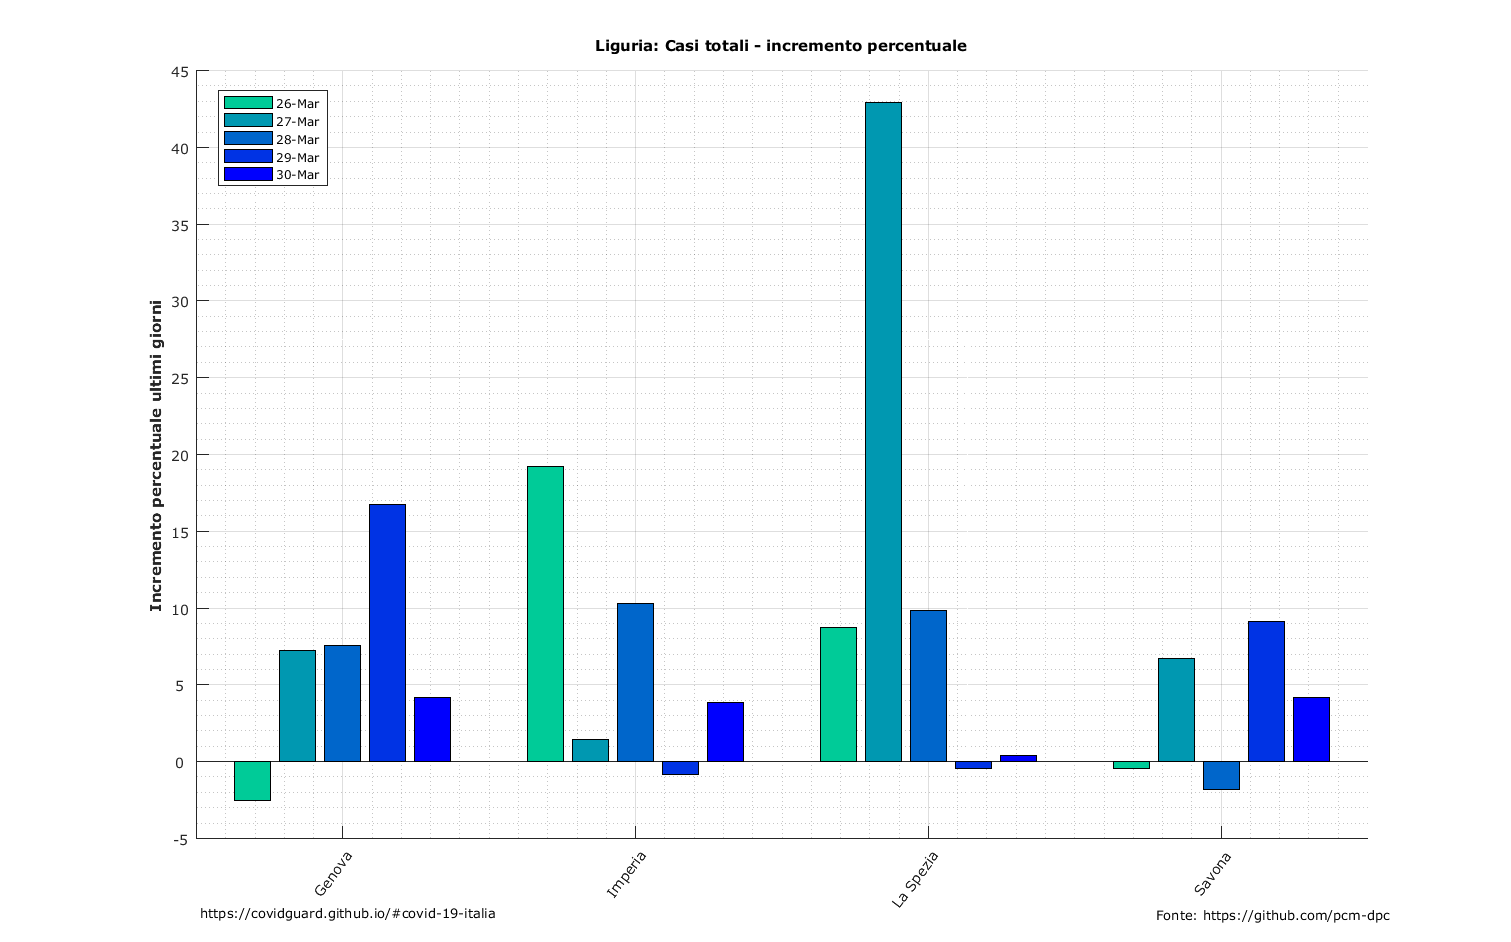 Liguria: Casi totali - incremento percentuale
45
40
35
30
25
20
15
10
5
0
-5
Incremento percentuale ultimi giorni
26-Mar
27-Mar
28-Mar
29-Mar
30-Mar
Genova
Imperia
La Spezia
Savona
https://covidguard.github.io/#covid-19-italia
Fonte: https://github.com/pcm-dpc